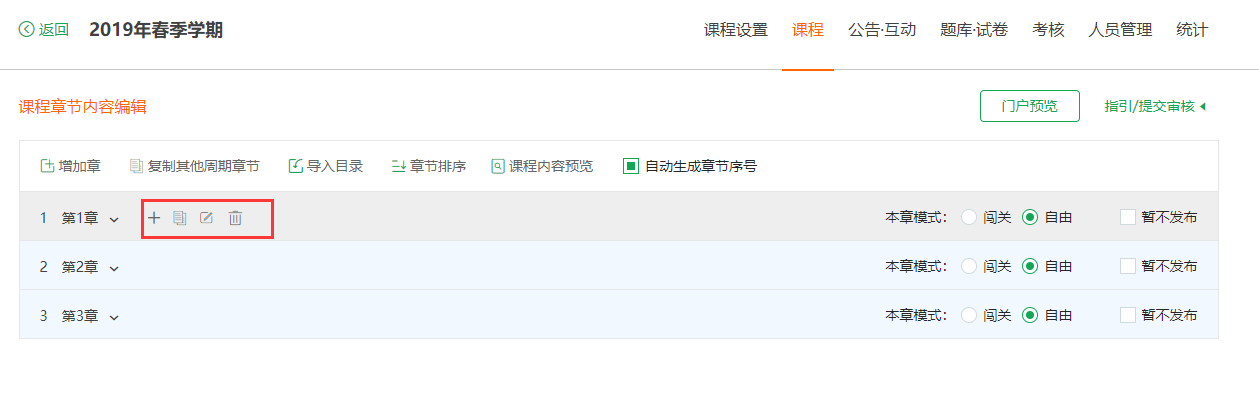 返回 2019年春季学期 课程设置 课程 公告·互动 题库·试卷 考核 人员管理 统计
课程章节内容编辑 门户预览 指引/提交审核
增加章 复制其他周期章节 导入目录 章节排序 课程内容预览 自动生成章节序号
1 第1章 本章模式: 闯关 自由 暂不发布
2 第2章 本章模式: 闯关 自由 暂不发布
3 第3章 本章模式: 闯关 自由 暂不发布